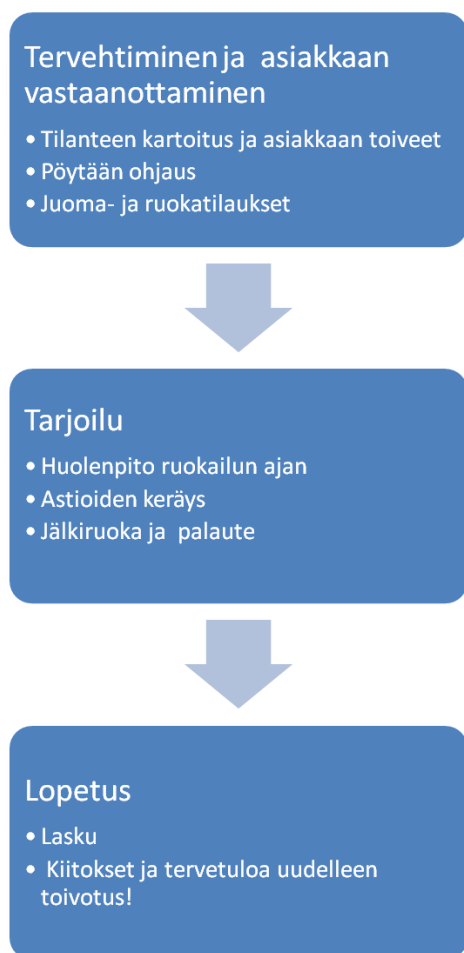 Tervehtiminen ja asiakkaan
vastaanottaminen
• Tilanteen kartoitus ja asiakkaan toiveet
• Pöytään ohjaus
• Juoma- ja ruokatilaukset
Tarjoilu
• Huolenpito ruokailun ajan
• Astioiden keräys
• Jälkiruoka ja palaute
Lopetus
• Lasku
• Kiitokset ja tervetuloa uudelleen
toivotus!